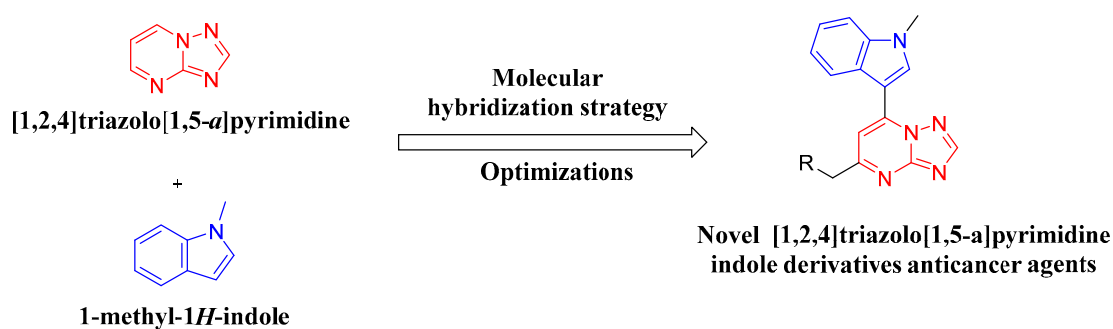 N
N
N
N
[1,2,4]triazolo[1,5-a]pyrimidine
+
N
1-methyl-1H-indole
Molecular
hybridization strategy
Optimizations
N
N
N
R
N
N
Novel [1,2,4]triazolo[1,5-a]pyrimidine
indole derivatives anticancer agents